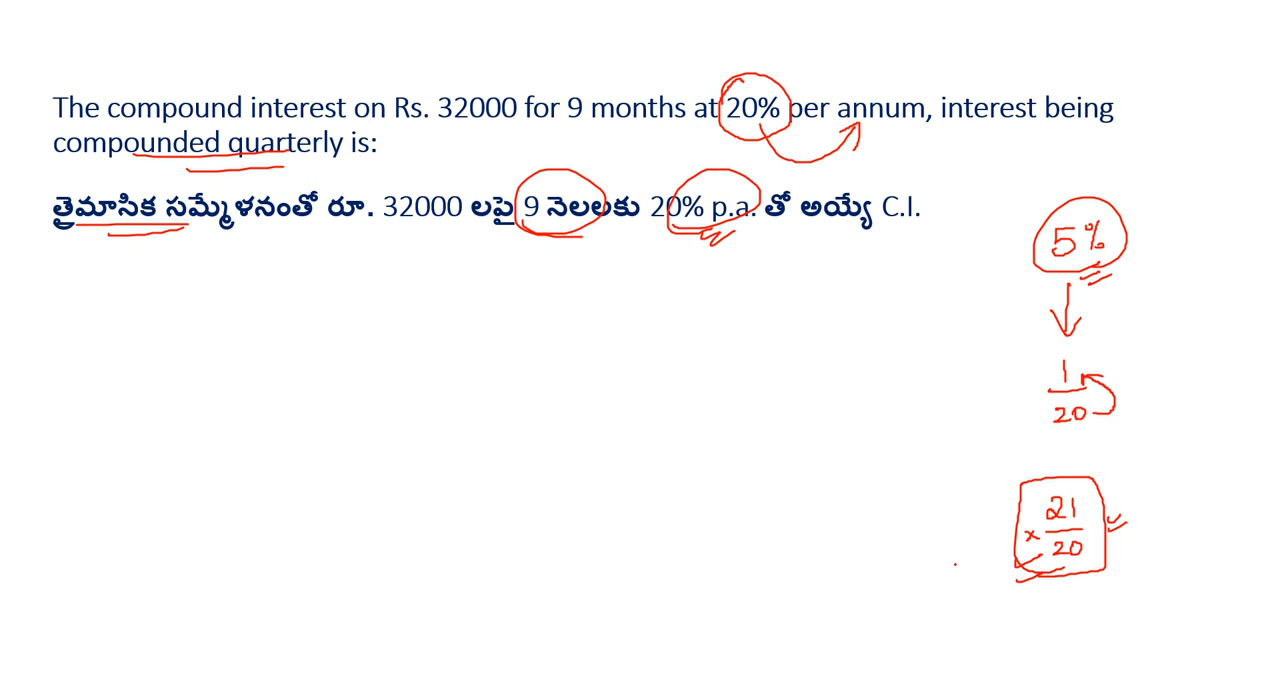 The compound interest on Rs. 32000 for 9 months at 20% per annum, interest being
compounded quarterly is:
త్రైమాసిక సమ్మేళనంతో రూ. 32000 లపై 9 నెలలకు 20% p.a. తో అయ్యే C.I.
5%
1
20
21
×
20